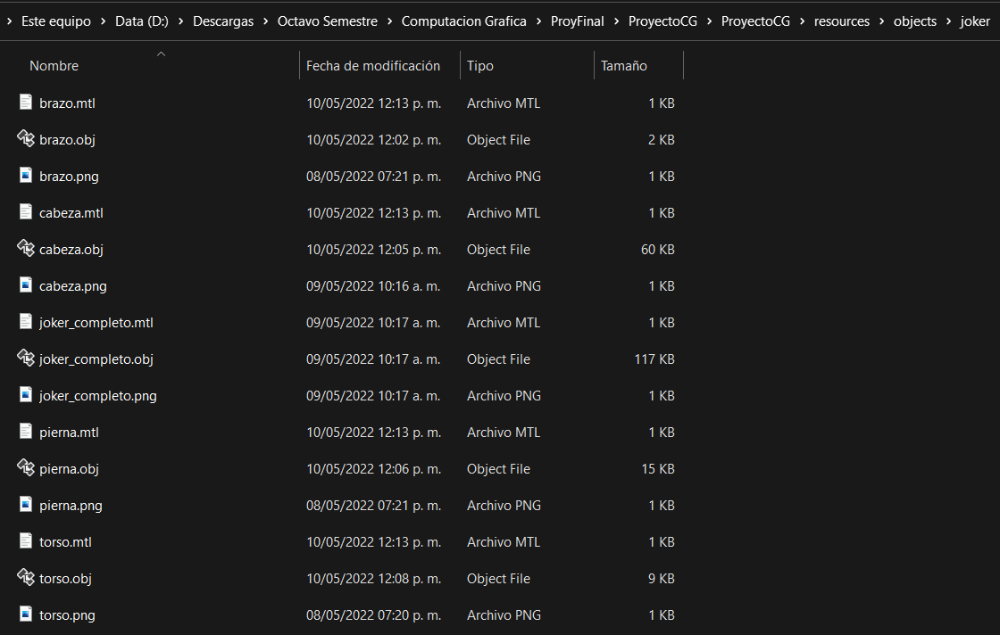 Este equipo > Data (D:) > Descargas > Octavo Semestre > Computacion Grafica > ProyFinal > ProyectoCG > ProyectoCG > resources > objects > joker
Nombre Fecha de modificación Tipo Tamaño
brazo.mtl 10/05/2022 12:13 p. m. Archivo MTL 1 KB
brazo.obj 10/05/2022 12:02 p. m. Object File 2 KB
brazo.png 08/05/2022 07:21 p. m. Archivo PNG 1 KB
cabeza.mtl 10/05/2022 12:13 p. m. Archivo MTL 1 KB
cabeza.obj 10/05/2022 12:05 p. m. Object File 60 KB
cabeza.png 09/05/2022 10:16 a. m. Archivo PNG 1 KB
joker_completo.mtl 09/05/2022 10:17 a. m. Archivo MTL 1 KB
joker_completo.obj 09/05/2022 10:17 a. m. Object File 117 KB
joker_completo.png 09/05/2022 10:17 a. m. Archivo PNG 1 KB
pierna.mtl 10/05/2022 12:13 p. m. Archivo MTL 1 KB
pierna.obj 10/05/2022 12:06 p. m. Object File 15 KB
pierna.png 08/05/2022 07:21 p. m. Archivo PNG 1 KB
torso.mtl 10/05/2022 12:13 p. m. Archivo MTL 1 KB
torso.obj 10/05/2022 12:08 p. m. Object File 9 KB
torso.png 08/05/2022 07:20 p. m. Archivo PNG 1 KB